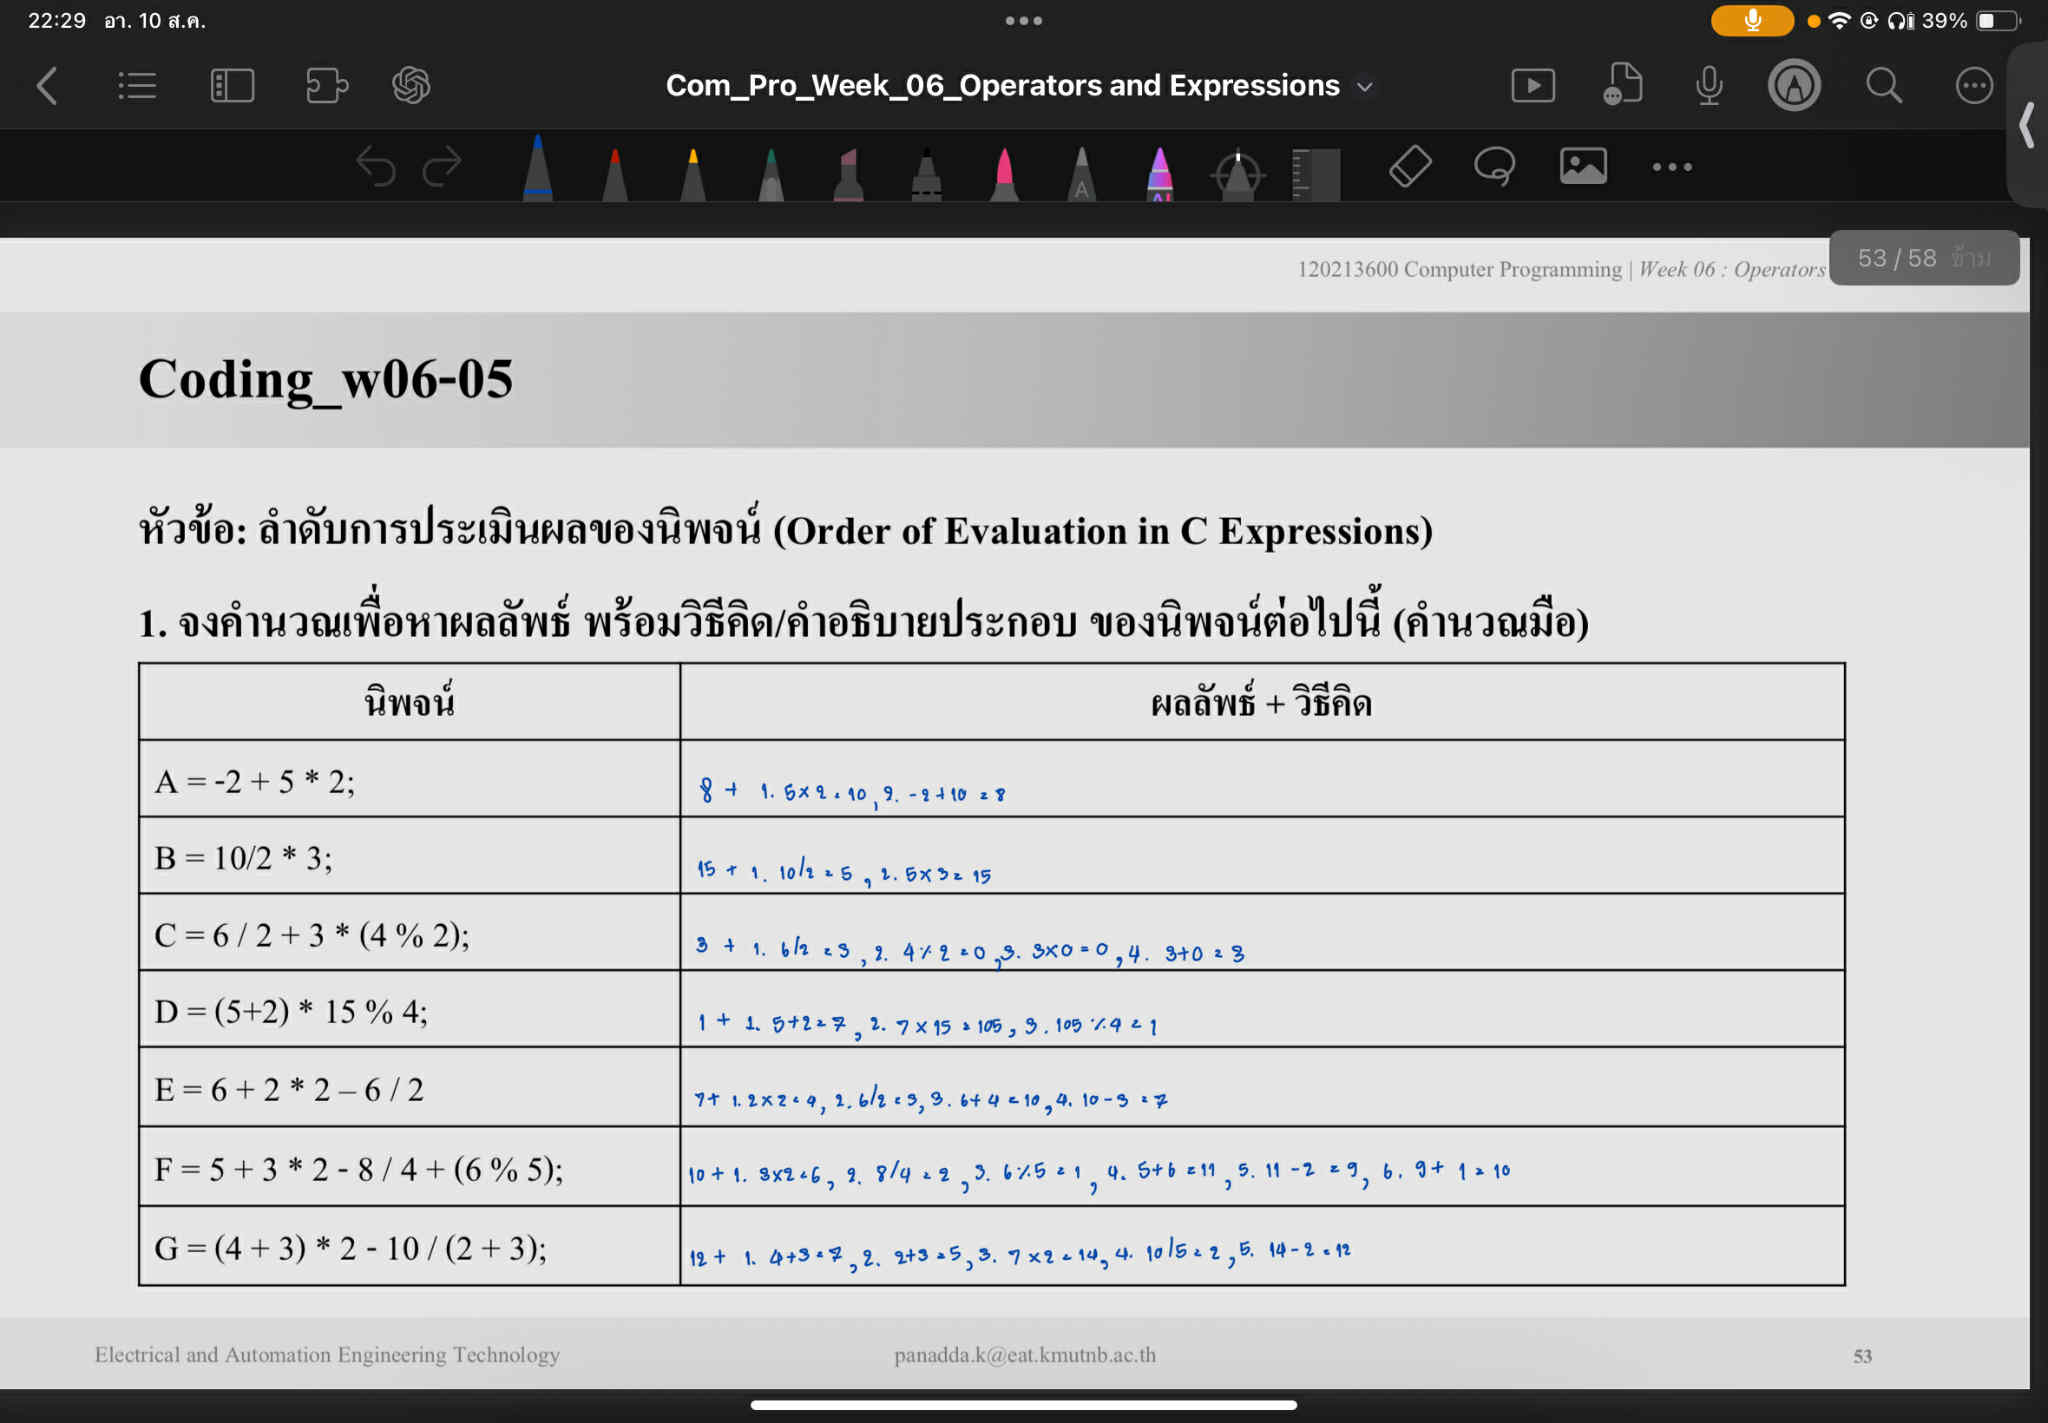 22:29 อา. 10 ส.ค.
39%
Com_Pro_Week_06_Operators and Expressions
A
AI
120213600 Computer Programming | Week 06 : Operators
53 / 58 ข้าม
Coding_w06-05
หัวข้อ: ลำดับการประเมินผลของนิพจน์ (Order of Evaluation in C Expressions)
1. จงคำนวณเพื่อหาผลลัพธ์ พร้อมวิธีคิด/คำอธิบายประกอบ ของนิพจน์ต่อไปนี้ (คำนวณมือ)
นิพจน์ ผลลัพธ์ + วิธีคิด
A = -2 + 5 * 2; 8 + 1. 5×2=10, 2. -2+10 = 8
B = 10/2 * 3; 15 + 1. 10/2 = 5, 2. 5×3 = 15
C = 6 / 2 + 3 * (4 % 2); 3 + 1. 6/2 = 3, 2. 4%2 = 0, 3. 3×0 = 0, 4. 3+0 = 3
D = (5+2) * 15 % 4; 1 + 1. 5+2=7, 2. 7×15 = 105, 3. 105%4 = 1
E = 6 + 2 * 2 – 6 / 2 7+ 1. 2×2=4, 2. 6/2=3, 3. 6+4=10, 4. 10-3 = 7
F = 5 + 3 * 2 - 8 / 4 + (6 % 5); 10 + 1. 3×2=6, 2. 8/4 = 2, 3. 6%5 = 1, 4. 5+6 = 11, 5. 11-2 = 9, 6. 9+1 = 10
G = (4 + 3) * 2 - 10 / (2 + 3); 12 + 1. 4+3=7, 2. 2+3=5, 3. 7×2 = 14, 4. 10/5 = 2, 5. 14-2 = 12
Electrical and Automation Engineering Technology panadda.k@eat.kmutnb.ac.th 53